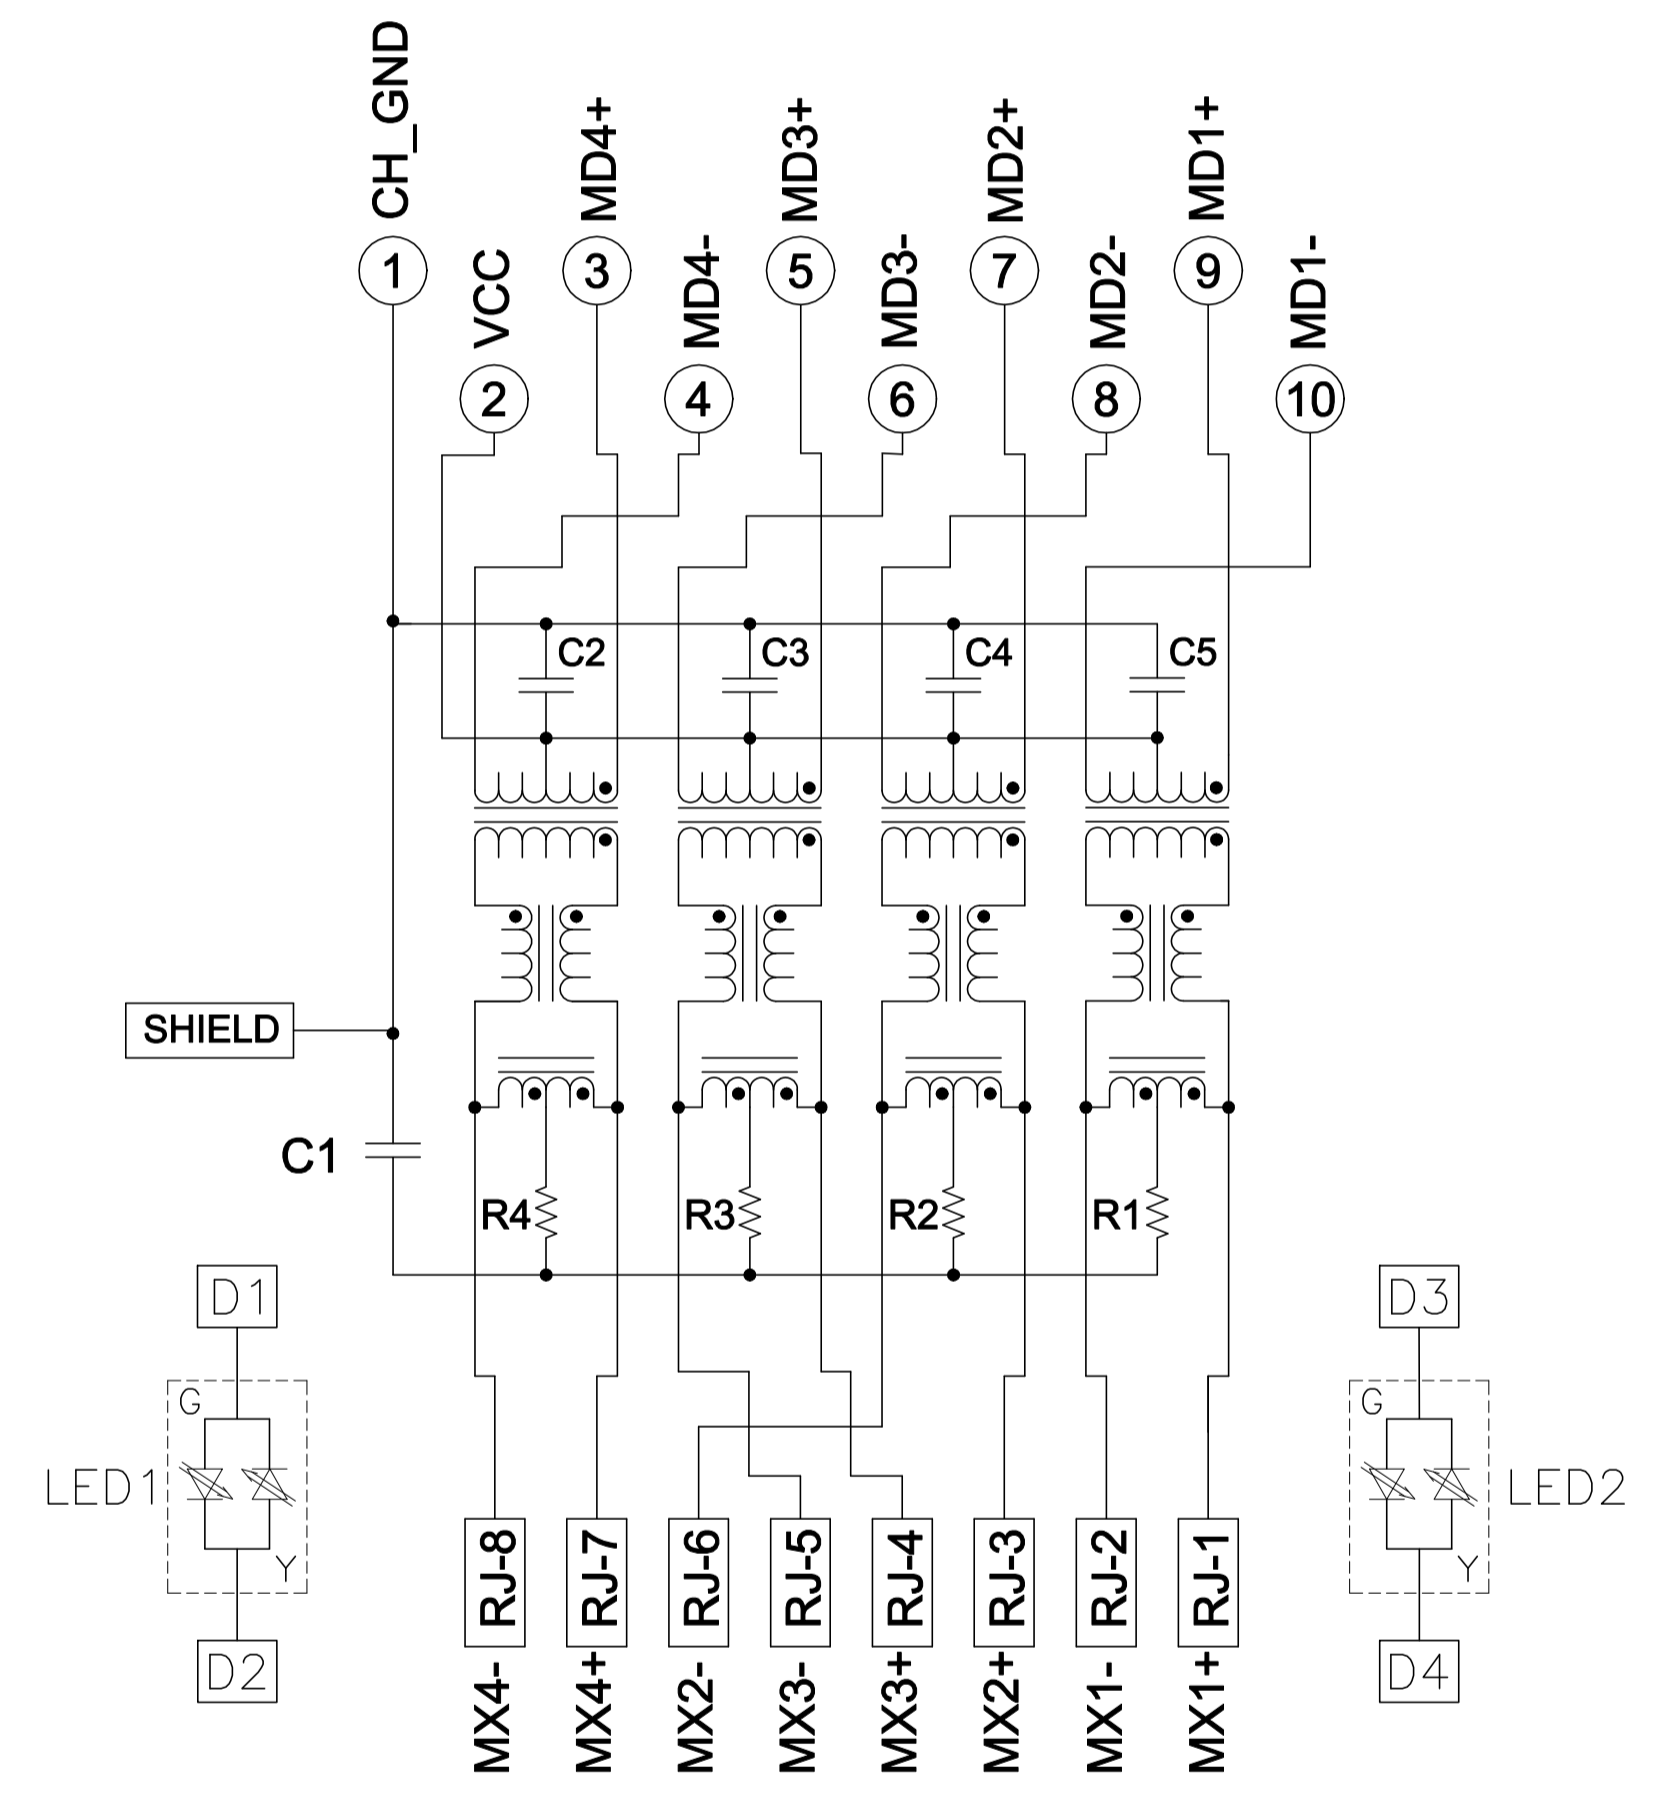 CH_GND
MD4+
MD3+
MD2+
MD1+
1
3
5
7
9
VCC
MD4-
MD3-
MD2-
MD1-
2
4
6
8
10
C2
C3
C4
C5
SHIELD
C1
R4
R3
R2
R1
D1
D3
G
G
LED1
LED2
Y
Y
D2
D4
RJ-8
RJ-7
RJ-6
RJ-5
RJ-4
RJ-3
RJ-2
RJ-1
MX4-
MX4+
MX2-
MX3-
MX3+
MX2+
MX1-
MX1+